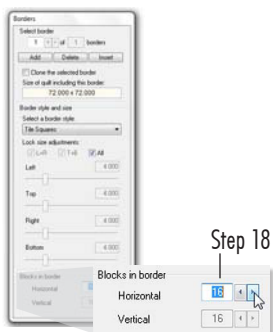 Borders
Select border
1 of 1 borders
Add Delete Insert
Clone the selected border
Size of quilt including this border:
72.000 x 72.000
Border style and size
Select a border style
Tile Squares
Lock size adjustments:
L+R T+B All
Left 4.000
Top 4.000
Right 4.000
Bottom 4.000
Blocks in border
Horizontal
Vertical
Step 18
Blocks in border
Horizontal 16
Vertical 16